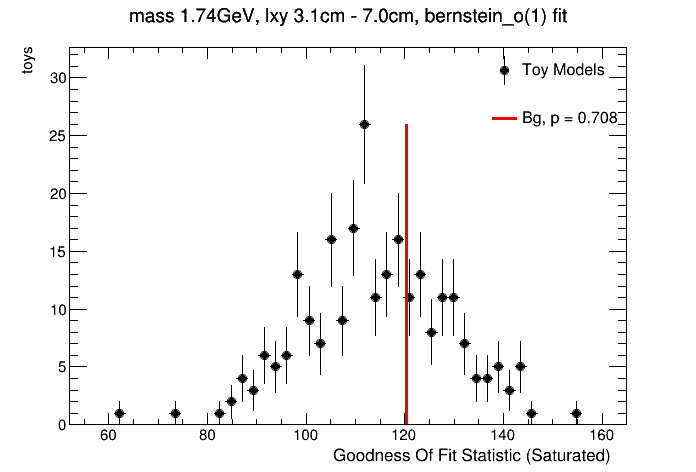 mass 1.74GeV, lxy 3.1cm - 7.0cm, bernstein_o(1) fit
toys
Toy Models
Bg, p = 0.708
30
25
20
15
10
5
0
60 80 100 120 140 160
Goodness Of Fit Statistic (Saturated)